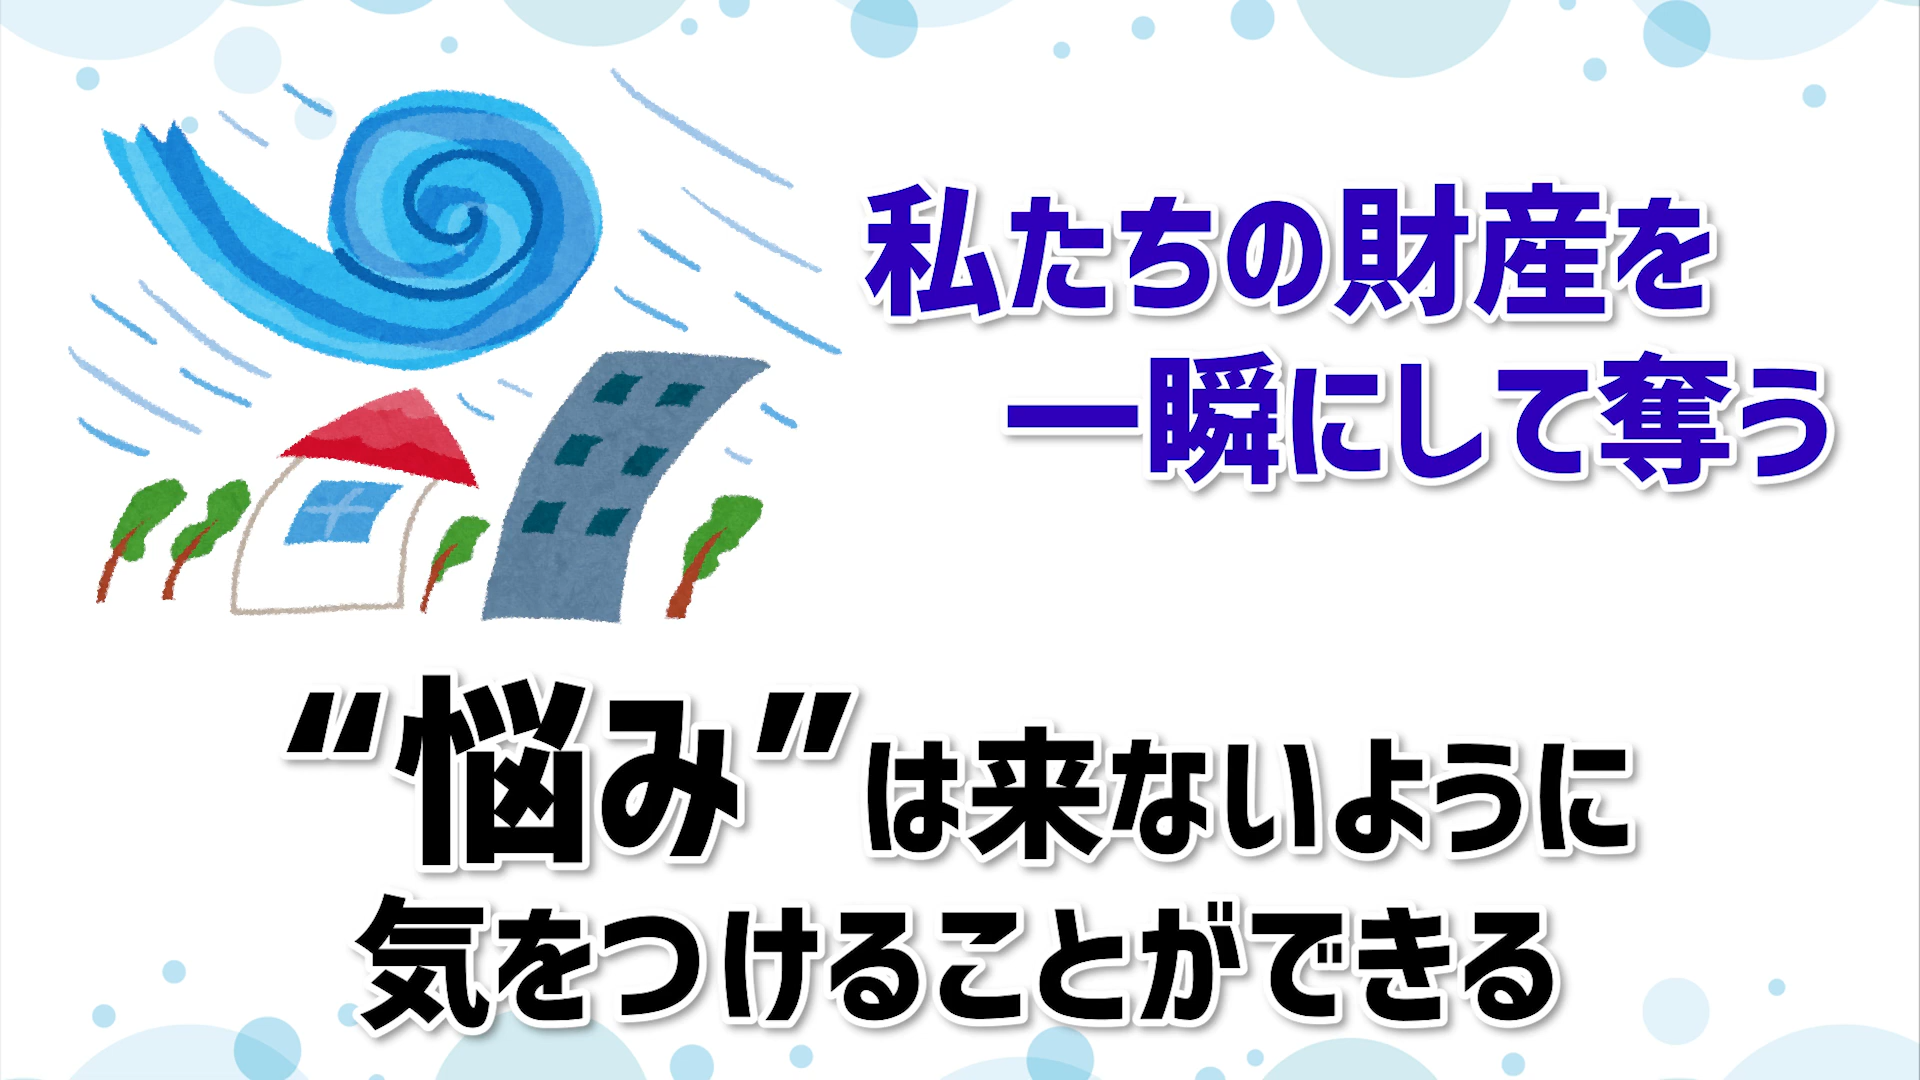 私たちの財産を
一瞬にして奪う
“悩み”は来ないように
気をつけることができる